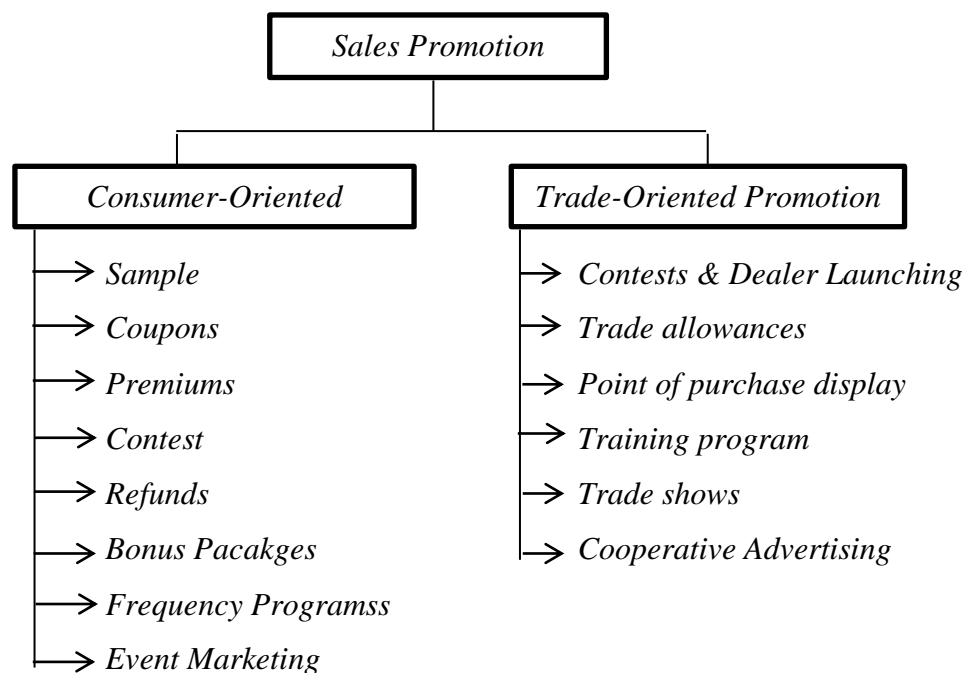 Sales Promotion
Consumer-Oriented
Trade-Oriented Promotion
Sample
Coupons
Premiums
Contest
Refunds
Bonus Pacakges
Frequency Programss
Event Marketing
Contests & Dealer Launching
Trade allowances
Point of purchase display
Training program
Trade shows
Cooperative Advertising